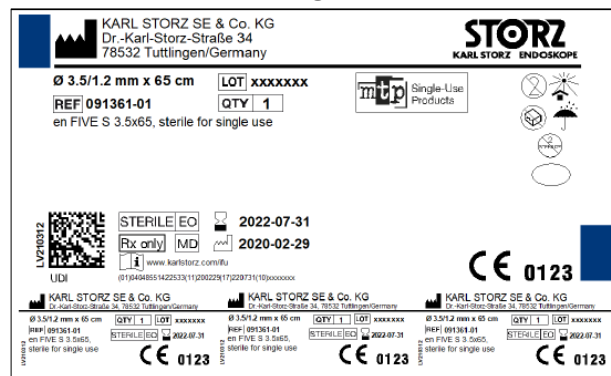 KARL STORZ SE & Co. KG
Dr.-Karl-Storz-Straße 34
78532 Tuttlingen/Germany
STORZ
KARL STORZ ENDOSKOPE
Ø 3.5/1.2 mm x 65 cm
LOT xxxxxxx
REF 091361-01
QTY 1
en FIVE S 3.5x65, sterile for single use
mtp Single-Use Products
2
LV210312
UDI
STERILE EO 2022-07-31
Rx only MD 2020-02-29
i www.karlstorz.com/ifu
(01)04048551422533(11)200229(17)220731(10)xxxxxxx
CE 0123
KARL STORZ SE & Co. KG
Dr.-Karl-Storz-Straße 34, 78532 Tuttlingen/Germany
Ø 3.5/1.2 mm x 65 cm
QTY 1 LOT xxxxxxx
REF 091361-01
en FIVE S 3.5x65,
sterile for single use
STERILE EO 2022-07-31
LV210312
CE 0123
KARL STORZ SE & Co. KG
Dr.-Karl-Storz-Straße 34, 78532 Tuttlingen/Germany
Ø 3.5/1.2 mm x 65 cm
QTY 1 LOT xxxxxxx
REF 091361-01
en FIVE S 3.5x65,
sterile for single use
STERILE EO 2022-07-31
LV210312
CE 0123
KARL STORZ SE & Co. KG
Dr.-Karl-Storz-Straße 34, 78532 Tuttlingen/Germany
Ø 3.5/1.2 mm x 65 cm
QTY 1 LOT xxxxxxx
REF 091361-01
en FIVE S 3.5x65,
sterile for single use
STERILE EO 2022-07-31
LV210312
CE 0123